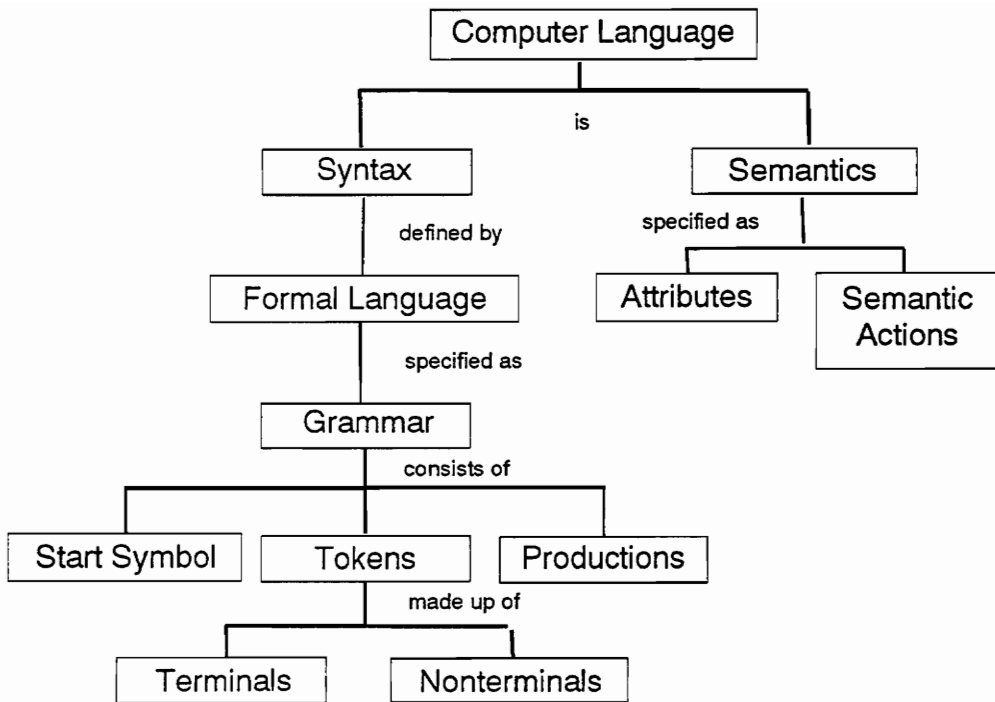 Computer Language
is
Syntax
Semantics
defined by
specified as
Formal Language
Attributes
Semantic
Actions
specified as
Grammar
consists of
Start Symbol
Tokens
Productions
made up of
Terminals
Nonterminals